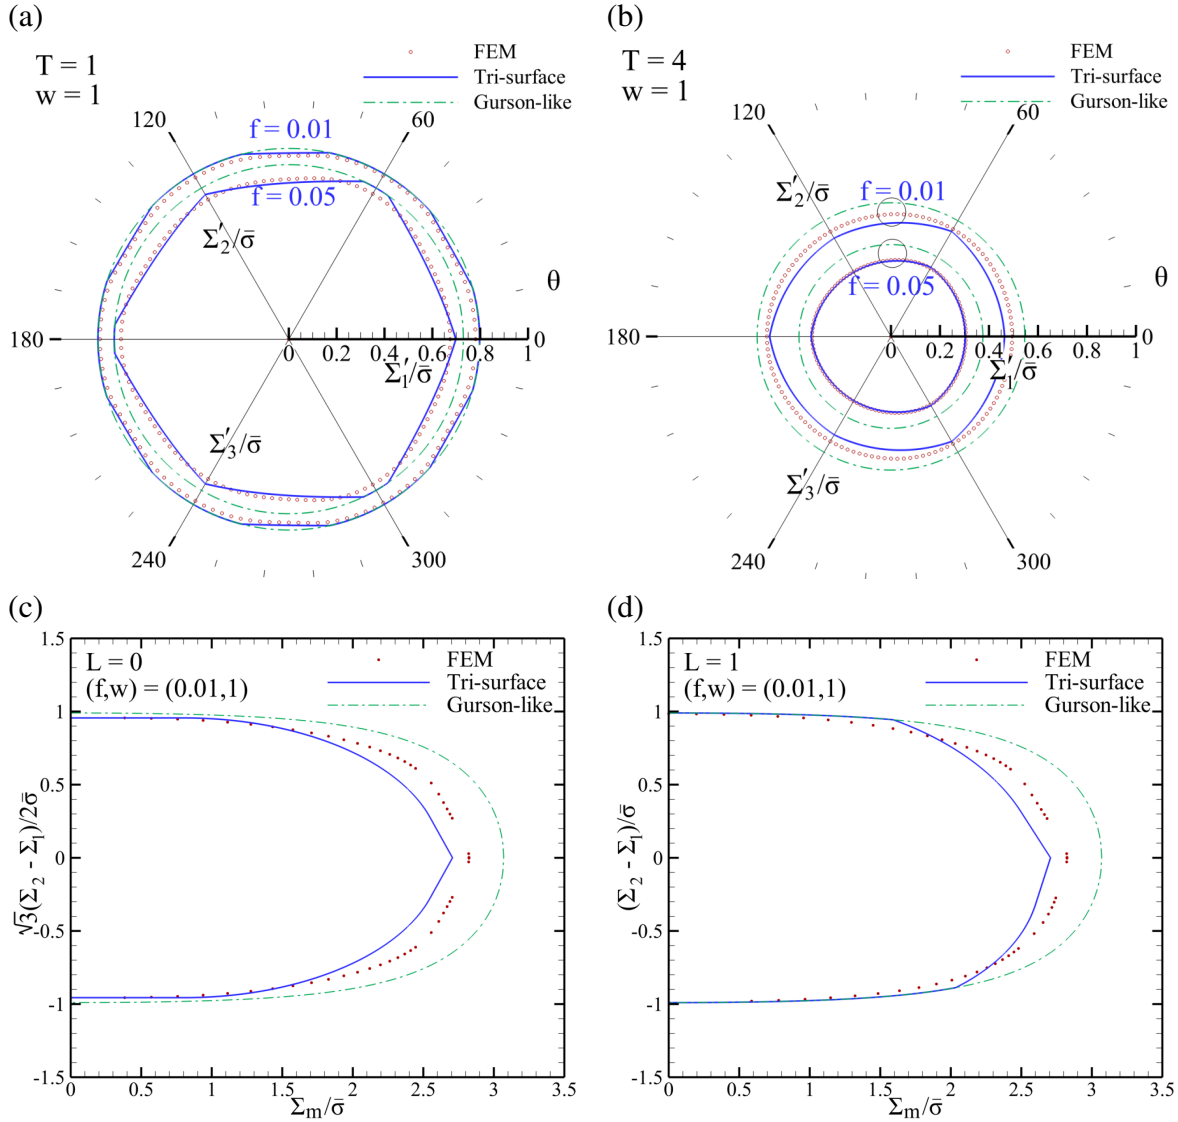 (a)
T = 1
w = 1
FEM
Tri-surface
Gurson-like
120
60
f = 0.01
f = 0.05
Σ′2/σ̄
θ
180
0 0.2 0.4 0.6 0.8 1
0
Σ′1/σ̄
Σ′3/σ̄
240
300
(b)
T = 4
w = 1
FEM
Tri-surface
Gurson-like
120
60
Σ′2/σ̄
f = 0.01
θ
f = 0.05
180
0 0.2 0.4 0.6 0.8 1
0
Σ′1/σ̄
Σ′3/σ̄
240
300
(c)
L = 0
(f,w) = (0.01,1)
FEM
Tri-surface
Gurson-like
1.5
1
0.5
0
-0.5
-1
-1.5
√3(Σ2 - Σ1)/2σ̄
0 0.5 1 1.5 2 2.5 3 3.5
Σm/σ̄
(d)
L = 1
(f,w) = (0.01,1)
FEM
Tri-surface
Gurson-like
1.5
1
0.5
0
-0.5
-1
-1.5
(Σ2 - Σ1)/σ̄
0 0.5 1 1.5 2 2.5 3 3.5
Σm/σ̄